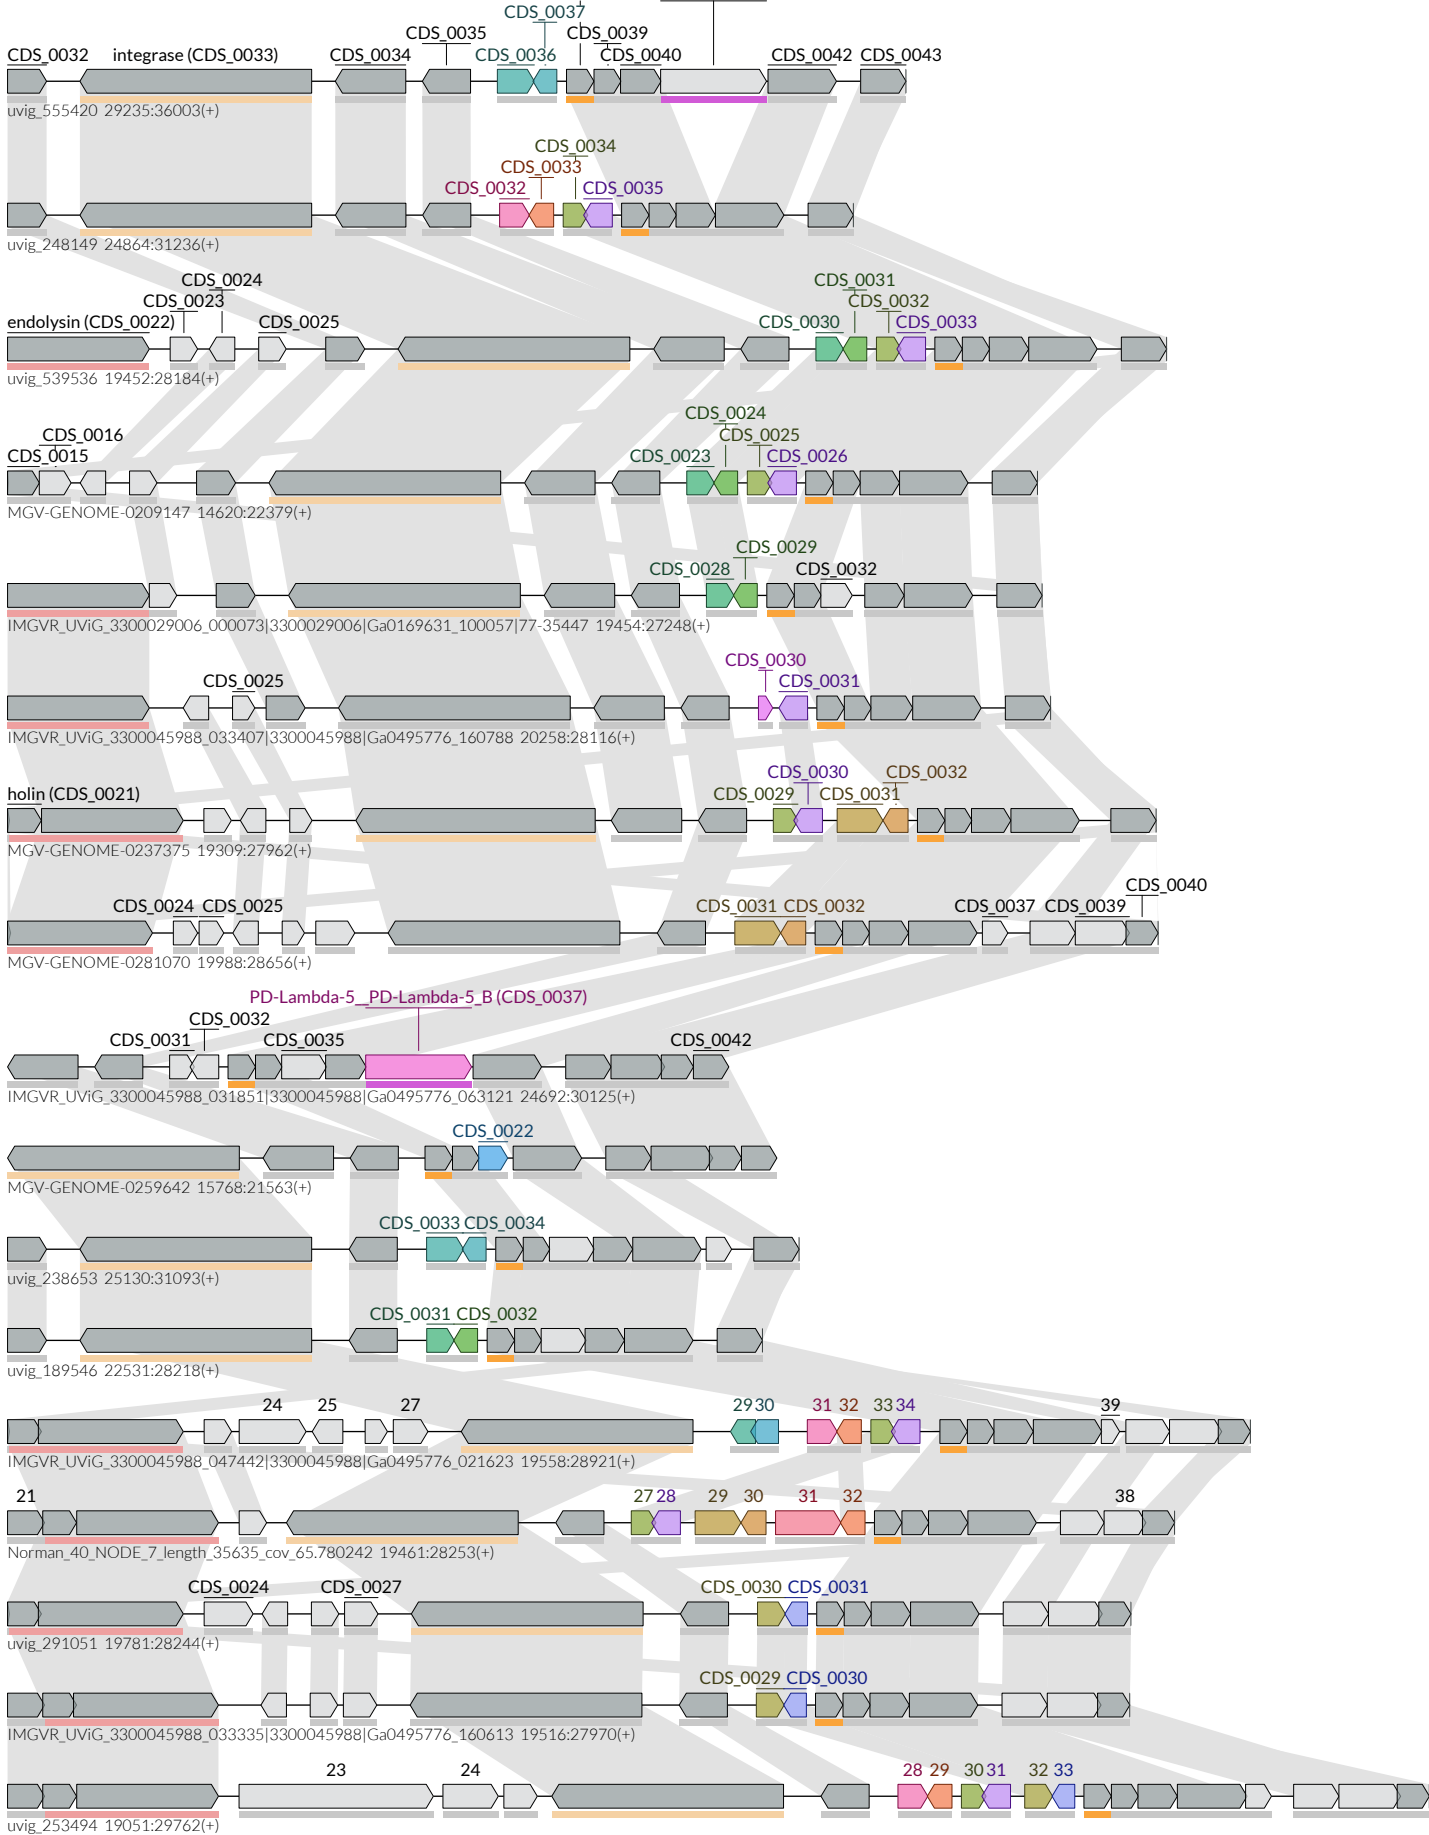 CDS_0037
CDS_0035 CDS_0039
CDS_0032 integrase (CDS_0033) CDS_0034 CDS_0036 CDS_0040 CDS_0042 CDS_0043
uvig_555420 29235:36003(+)
CDS_0034
CDS_0033
CDS_0032 CDS_0035
uvig_248149 24864:31236(+)
CDS_0024 CDS_0031
CDS_0023 CDS_0032
endolysin (CDS_0022) CDS_0025 CDS_0030 CDS_0033
uvig_539536 19452:28184(+)
CDS_0024
CDS_0016 CDS_0025
CDS_0015 CDS_0023 CDS_0026
MGV-GENOME-0209147 14620:22379(+)
CDS_0029
CDS_0028 CDS_0032
IMGVR_UViG_3300029006_000073|3300029006|Ga0169631_100057|77-35447 19454:27248(+)
CDS_0030
CDS_0025 CDS_0031
IMGVR_UViG_3300045988_033407|3300045988|Ga0495776_160788 20258:28116(+)
CDS_0030 CDS_0032
holin (CDS_0021) CDS_0029 CDS_0031
MGV-GENOME-0237375 19309:27962(+)
CDS_0040
CDS_0024 CDS_0025 CDS_0031 CDS_0032 CDS_0037 CDS_0039
MGV-GENOME-0281070 19988:28656(+)
PD-Lambda-5__PD-Lambda-5_B (CDS_0037)
CDS_0032
CDS_0031 CDS_0035 CDS_0042
IMGVR_UViG_3300045988_031851|3300045988|Ga0495776_063121 24692:30125(+)
CDS_0022
MGV-GENOME-0259642 15768:21563(+)
CDS_0033 CDS_0034
uvig_238653 25130:31093(+)
CDS_0031 CDS_0032
uvig_189546 22531:28218(+)
24 25 27 29 30 31 32 33 34 39
IMGVR_UViG_3300045988_047442|3300045988|Ga0495776_021623 19558:28921(+)
21 27 28 29 30 31 32 38
Norman_40_NODE_7_length_35635_cov_65.780242 19461:28253(+)
CDS_0024 CDS_0027 CDS_0030 CDS_0031
uvig_291051 19781:28244(+)
CDS_0029 CDS_0030
IMGVR_UViG_3300045988_033335|3300045988|Ga0495776_160613 19516:27970(+)
23 24 28 29 30 31 32 33
uvig_253494 19051:29762(+)